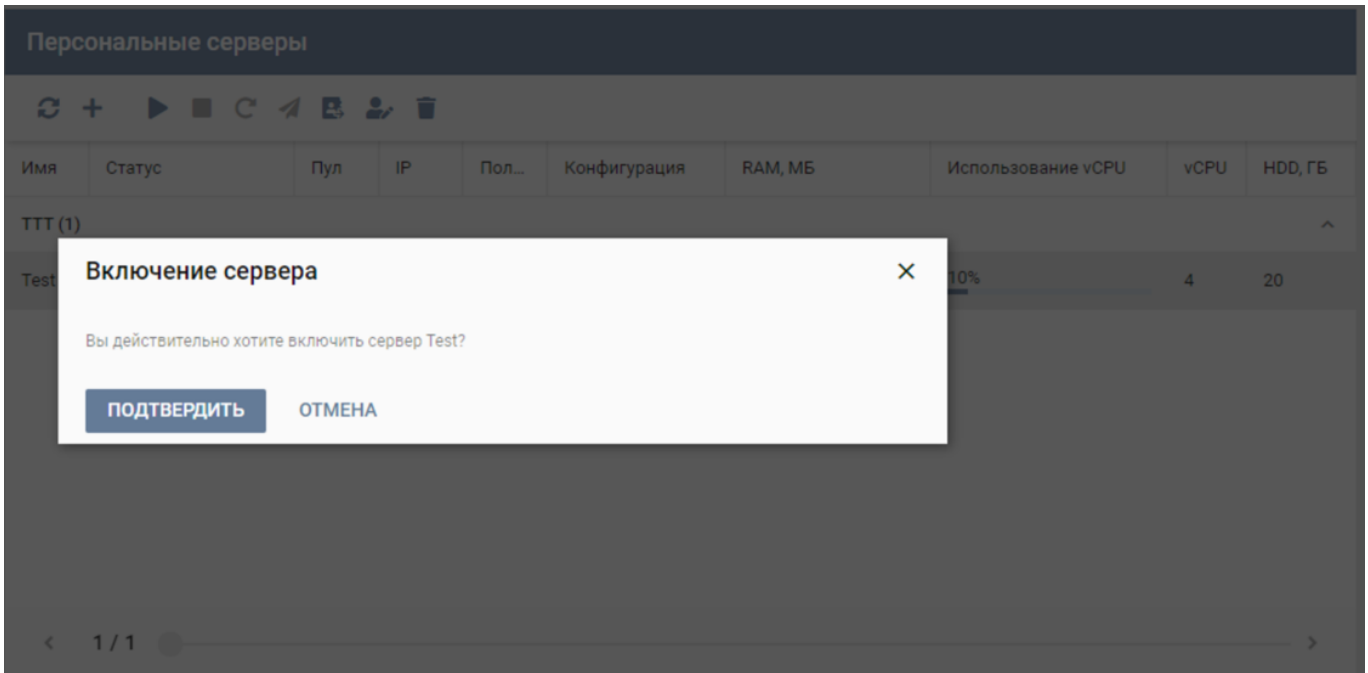 Персональные серверы
Имя Статус Пул IP Пол... Конфигурация RAM, МБ Использование vCPU vCPU HDD, ГБ
TTT (1)
Test 10% 4 20
Включение сервера
Вы действительно хотите включить сервер Test?
ПОДТВЕРДИТЬ ОТМЕНА
1 / 1